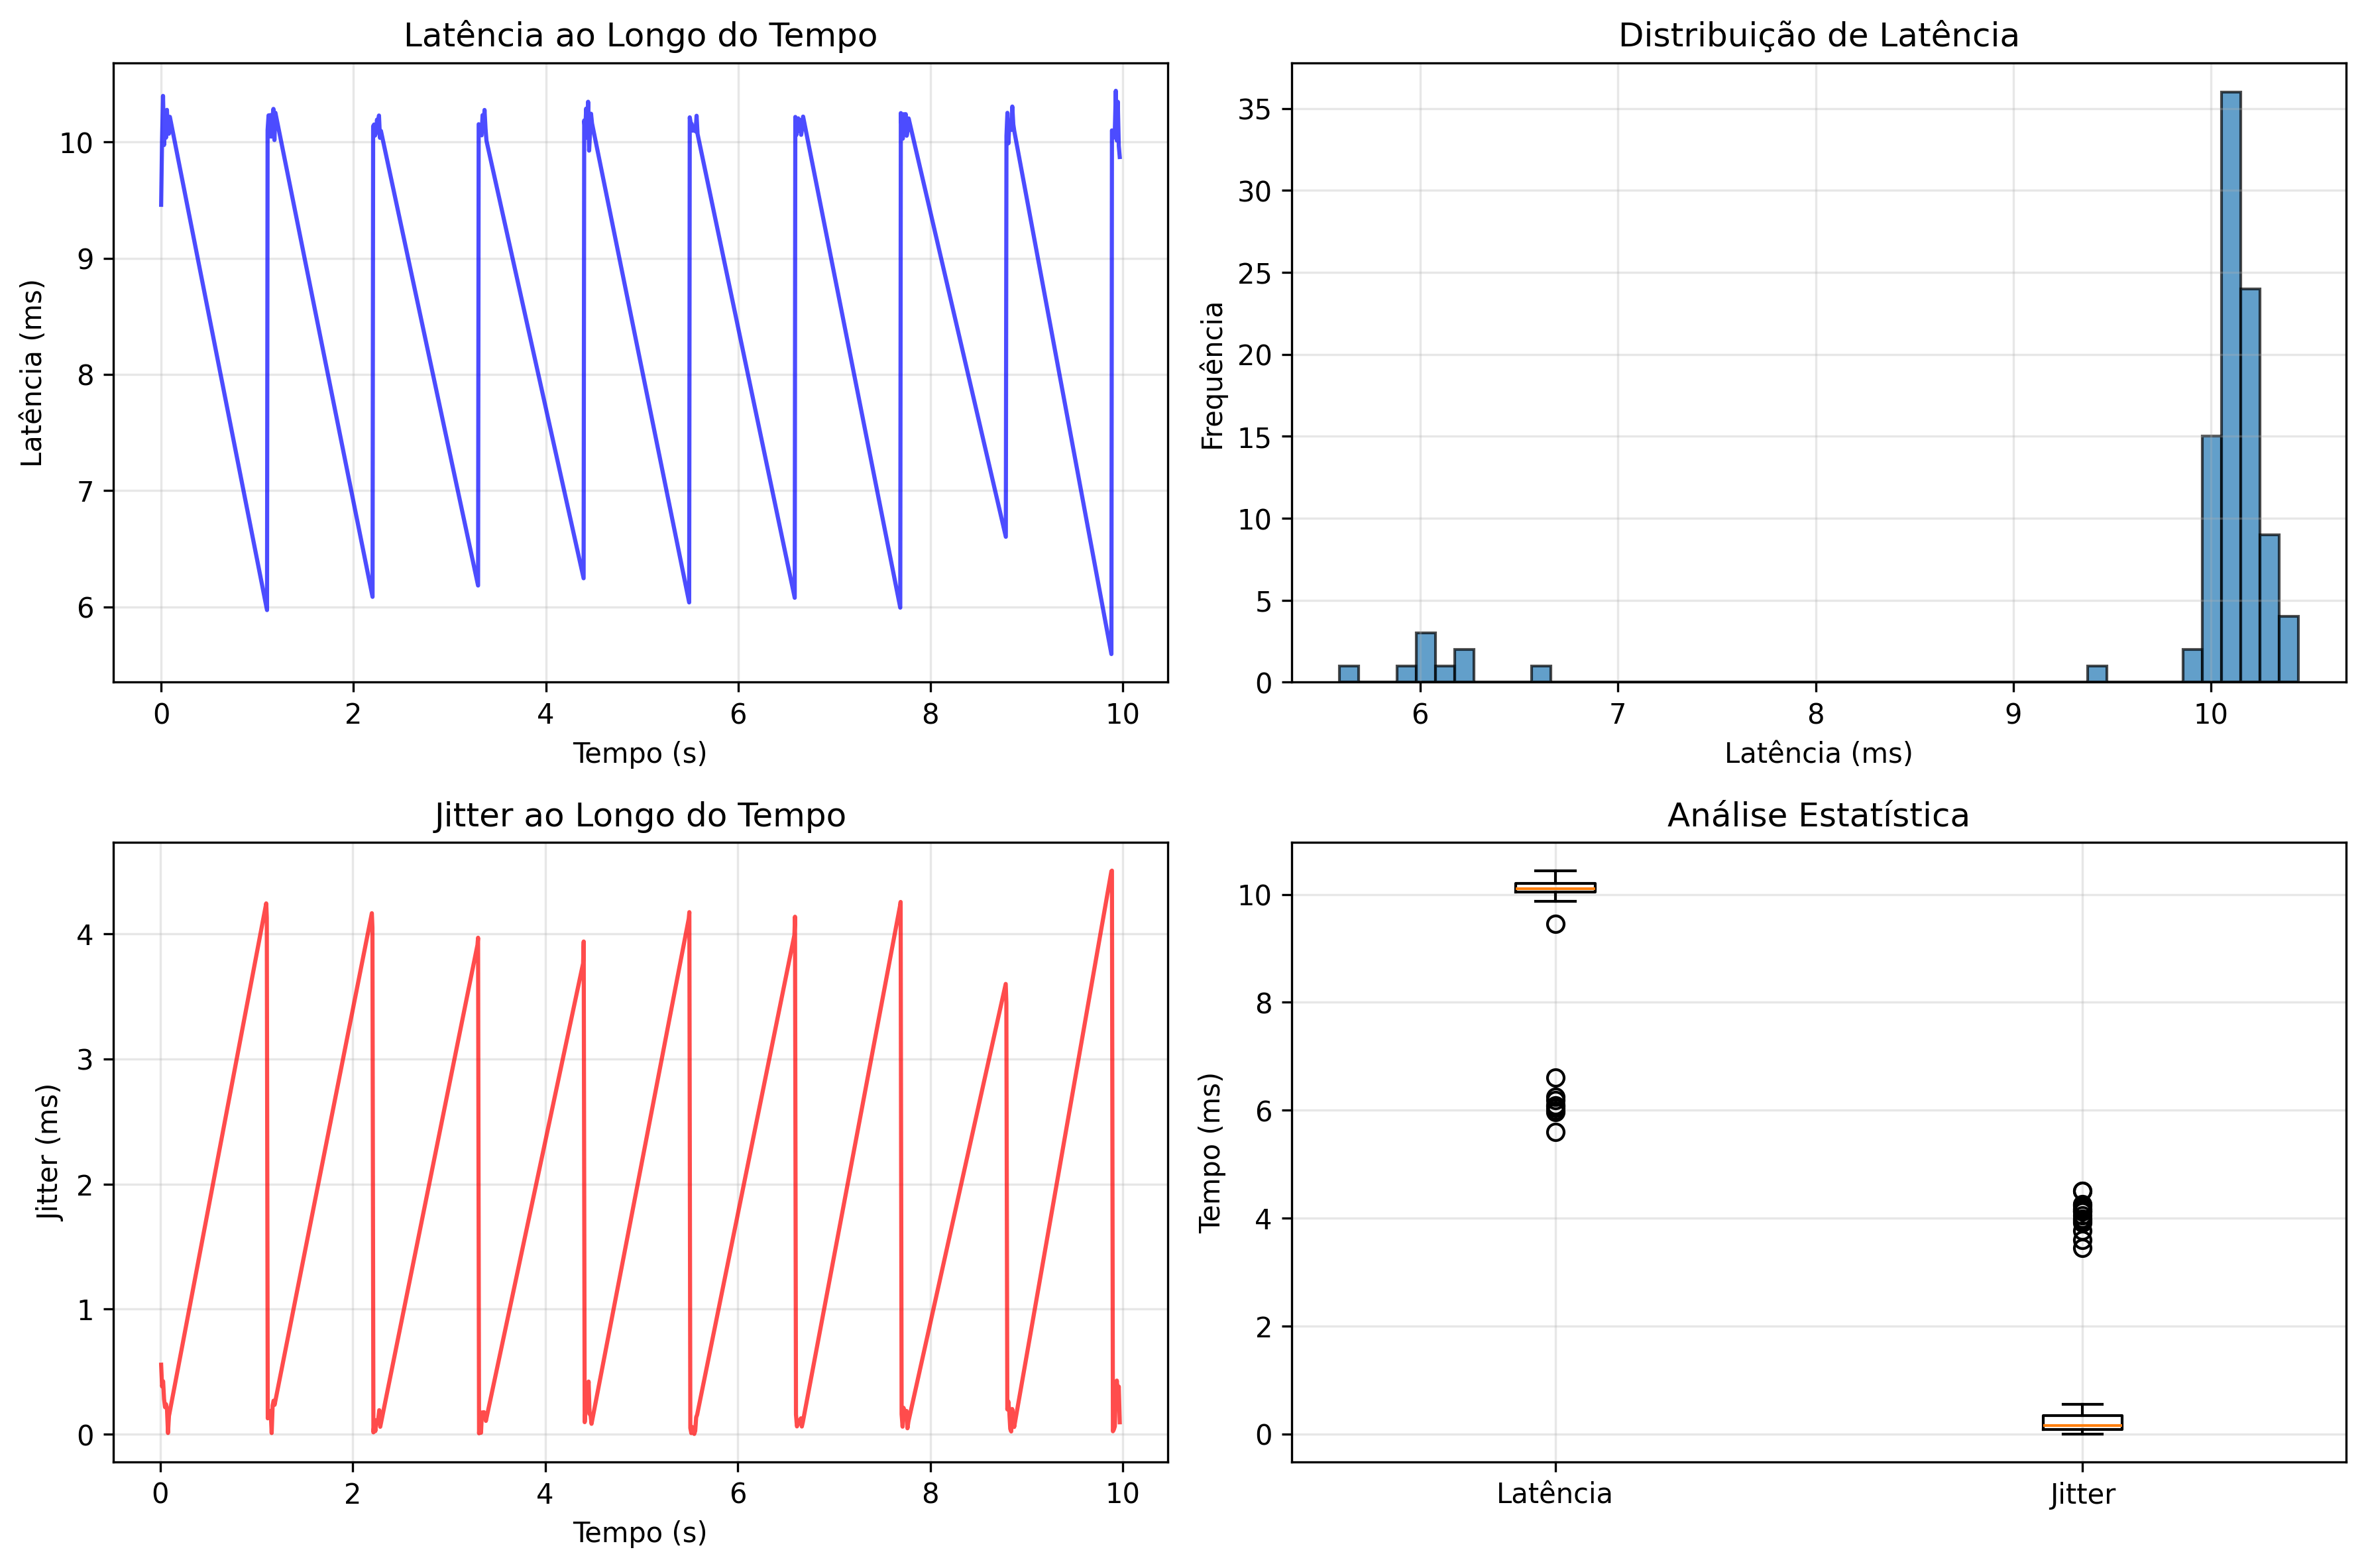 Latência ao Longo do Tempo
10
9
8
7
6
Latência (ms)
0 2 4 6 8 10
Tempo (s)
Distribuição de Latência
35
30
25
20
15
10
5
0
Frequência
6 7 8 9 10
Latência (ms)
Jitter ao Longo do Tempo
4
3
2
1
0
Jitter (ms)
0 2 4 6 8 10
Tempo (s)
Análise Estatística
10
8
6
4
2
0
Tempo (ms)
Latência Jitter